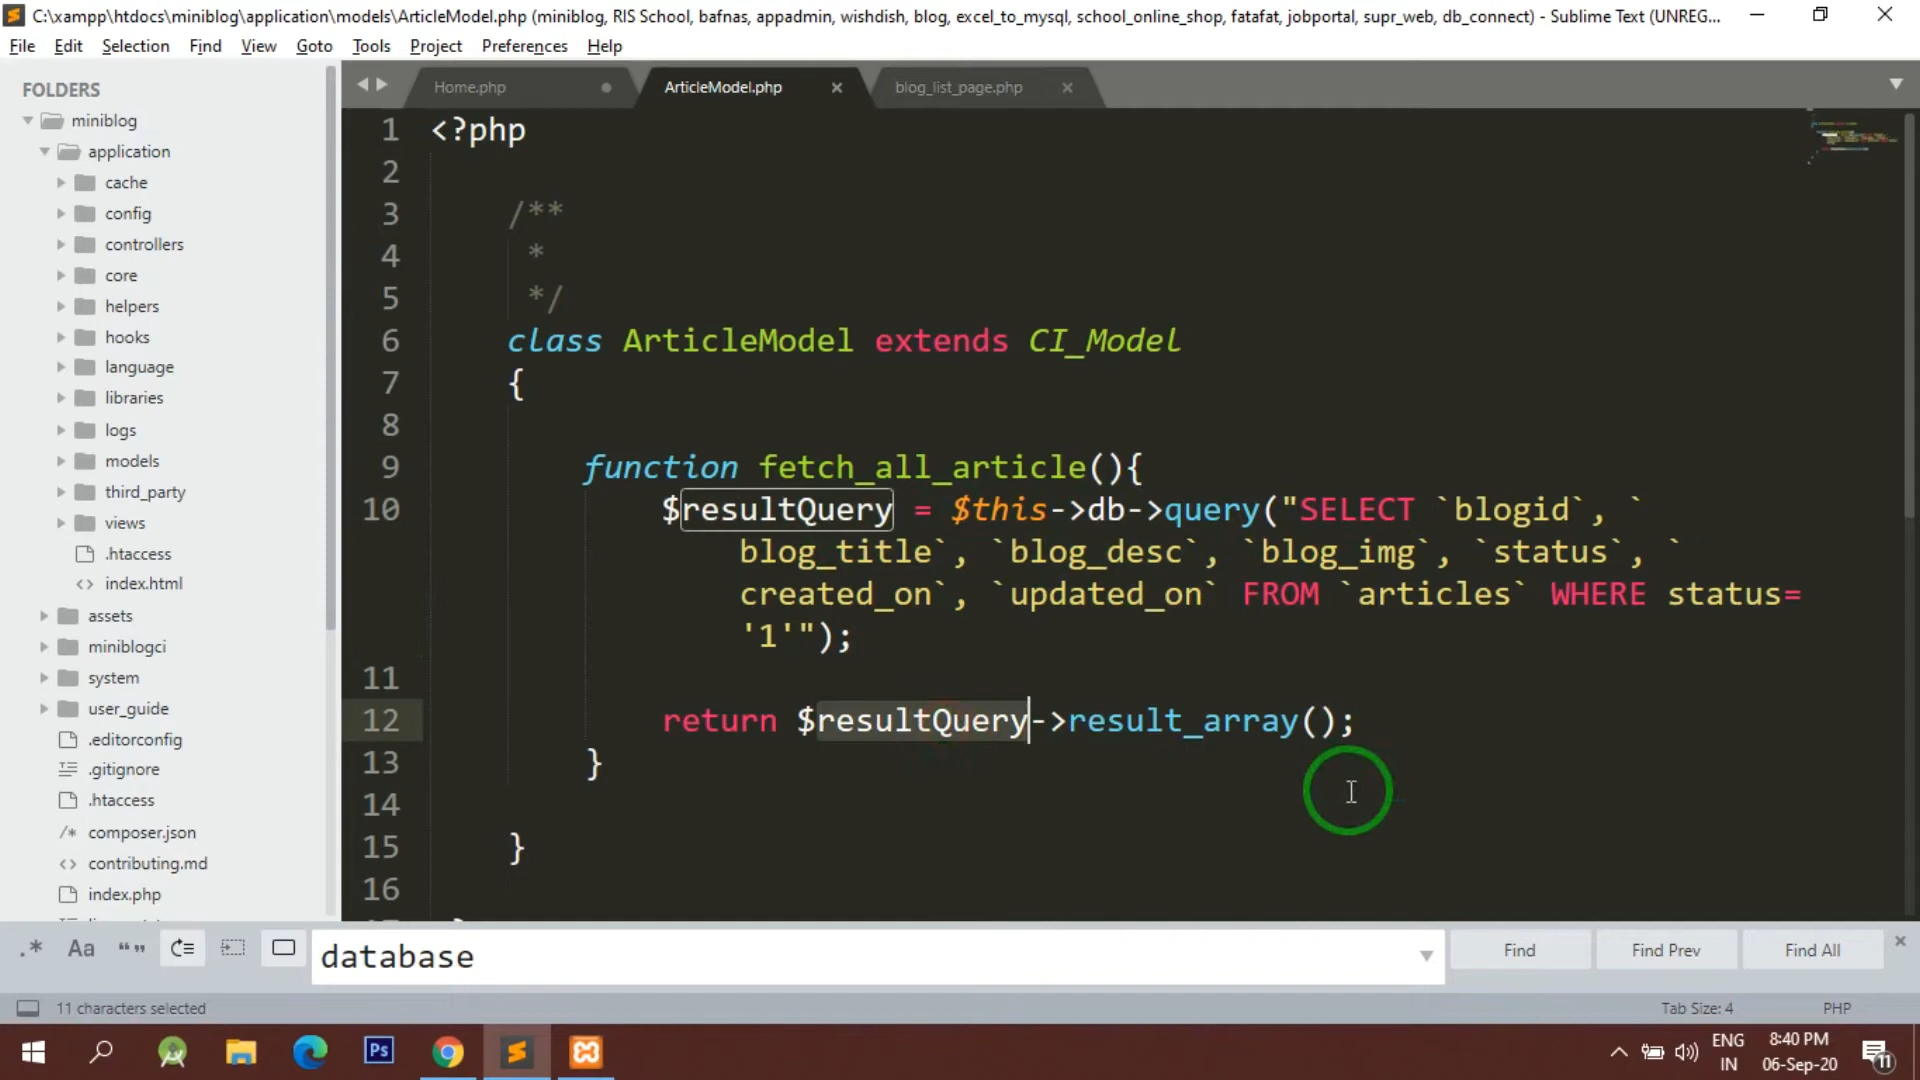 C:\xampp\htdocs\miniblog\application\models\ArticleModel.php (miniblog, RIS School, bafnas, appadmin, wishdish, blog, excel_to_mysql, school_online_shop, fatafat, jobportal, supr_web, db_connect) - Sublime Text (UNREG...
File Edit Selection Find View Goto Tools Project Preferences Help
FOLDERS
miniblog
application
cache
config
controllers
core
helpers
hooks
language
libraries
logs
models
third_party
views
.htaccess
index.html
assets
miniblogci
system
user_guide
.editorconfig
.gitignore
.htaccess
composer.json
contributing.md
index.php
Home.php ArticleModel.php blog_list_page.php
1 <?php
2
3 /**
4 *
5 */
6 class ArticleModel extends CI_Model
7 {
8
9 function fetch_all_article(){
10 $resultQuery = $this->db->query("SELECT `blogid`, `
blog_title`, `blog_desc`, `blog_img`, `status`, `
created_on`, `updated_on` FROM `articles` WHERE status=
'1'");
11
12 return $resultQuery->result_array();
13 }
14
15 }
16
.* Aa “” database Find Find Prev Find All
11 characters selected Tab Size: 4 PHP
Ps ENG 8:40 PM
IN 06-Sep-20 11